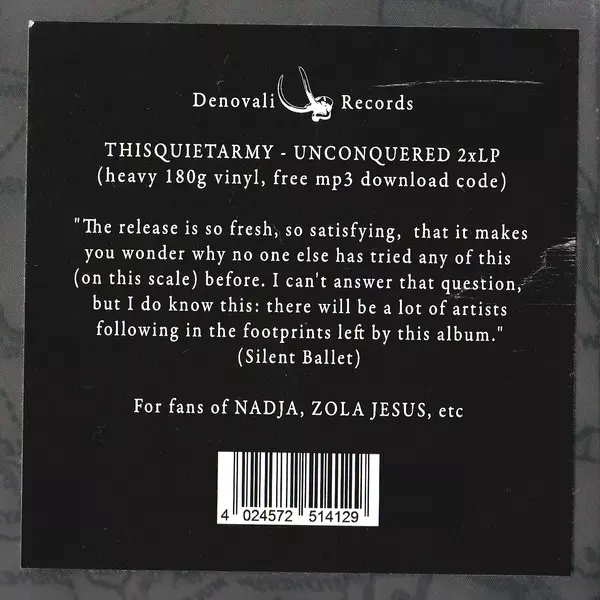 Denovali Records
THISQUIETARMY - UNCONQUERED 2xLP
(heavy 180g vinyl, free mp3 download code)
"The release is so fresh, so satisfying, that it makes
you wonder why no one else has tried any of this
(on this scale) before. I can't answer that question,
but I do know this: there will be a lot of artists
following in the footprints left by this album."
(Silent Ballet)
For fans of NADJA, ZOLA JESUS, etc
4 024572 514129